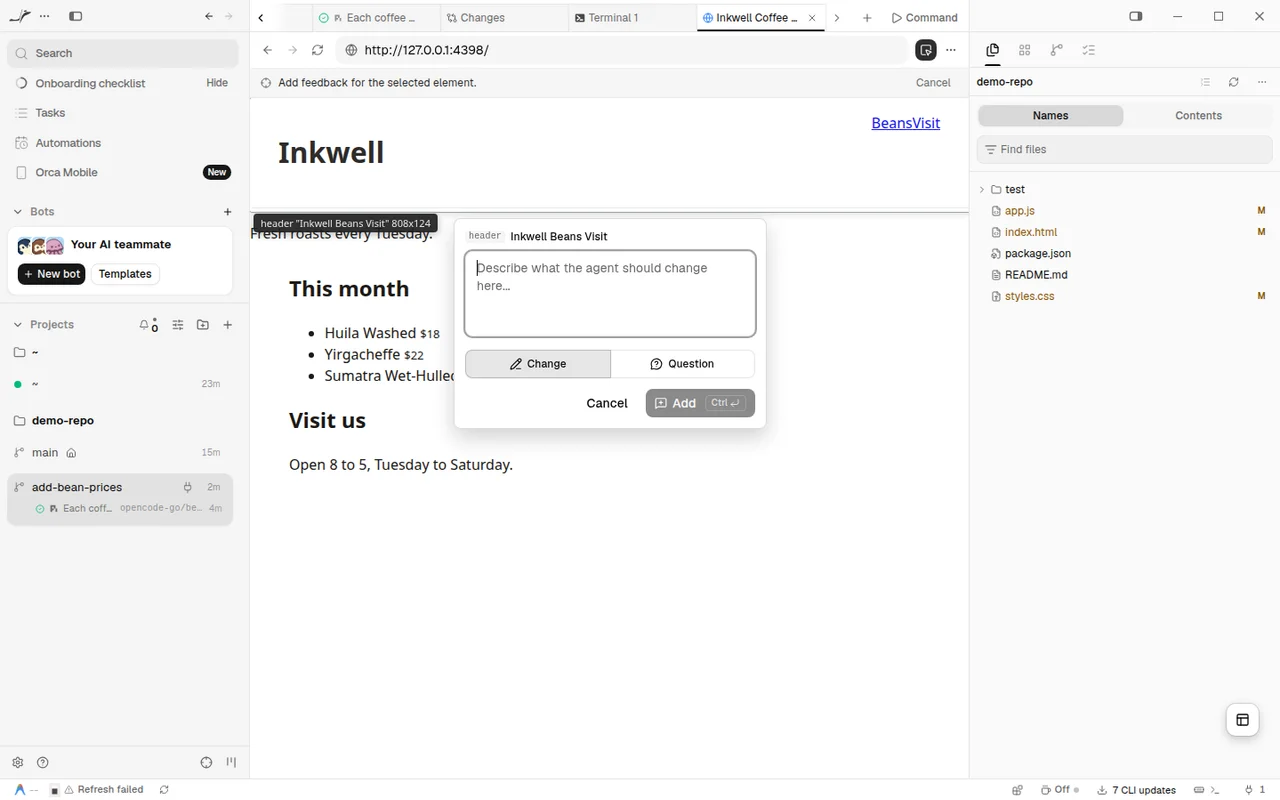 Each coffee ...
Changes
Terminal 1
Inkwell Coffee ...
Command
Search
http://127.0.0.1:4398/
Onboarding checklist
Hide
Add feedback for the selected element.
Cancel
demo-repo
Tasks
Automations
Orca Mobile
New
Names
Contents
Find files
Bots
Your AI teammate
New bot
Templates
Projects
0
~
~
23m
demo-repo
main
15m
add-bean-prices
2m
Each coff...
opencode-go/be...
4m
BeansVisit
Inkwell
header "Inkwell Beans Visit" 808x124
Fresh roasts every Tuesday.
This month
Huila Washed $18
Yirgacheffe $22
Sumatra Wet-Hulled
Visit us
Open 8 to 5, Tuesday to Saturday.
header
Inkwell Beans Visit
Describe what the agent should change
here...
Change
Question
Cancel
Add
Ctrl
test
app.js
M
index.html
M
package.json
README.md
styles.css
M
--
Refresh failed
Off
7 CLI updates
1